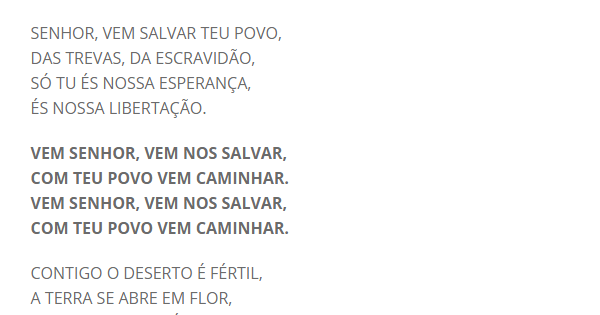 SENHOR, VEM SALVAR TEU POVO,
DAS TREVAS, DA ESCRAVIDÃO,
SÓ TU ÉS NOSSA ESPERANÇA,
ÉS NOSSA LIBERTAÇÃO.
VEM SENHOR, VEM NOS SALVAR,
COM TEU POVO VEM CAMINHAR.
VEM SENHOR, VEM NOS SALVAR,
COM TEU POVO VEM CAMINHAR.
CONTIGO O DESERTO É FÉRTIL,
A TERRA SE ABRE EM FLOR,